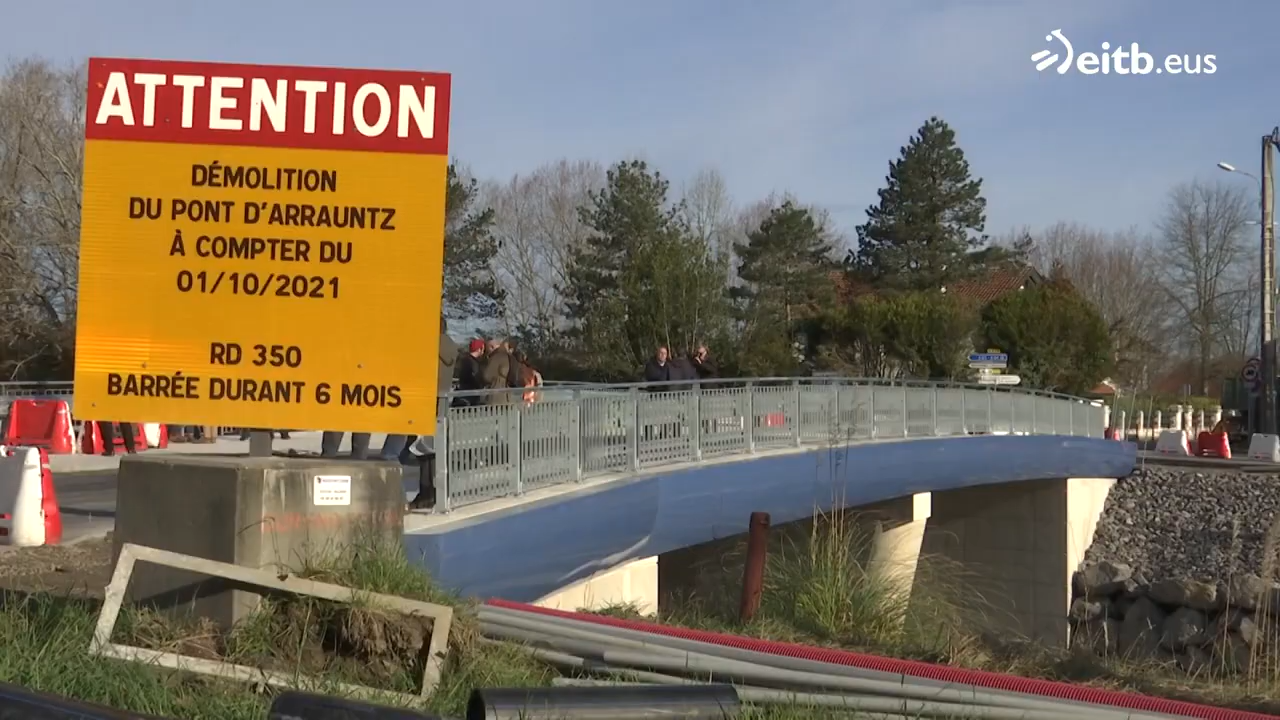 eitb.eus
ATTENTION
DÉMOLITION
DU PONT D'ARRAUNTZ
À COMPTER DU
01/10/2021
RD 350
BARRÉE DURANT 6 MOIS